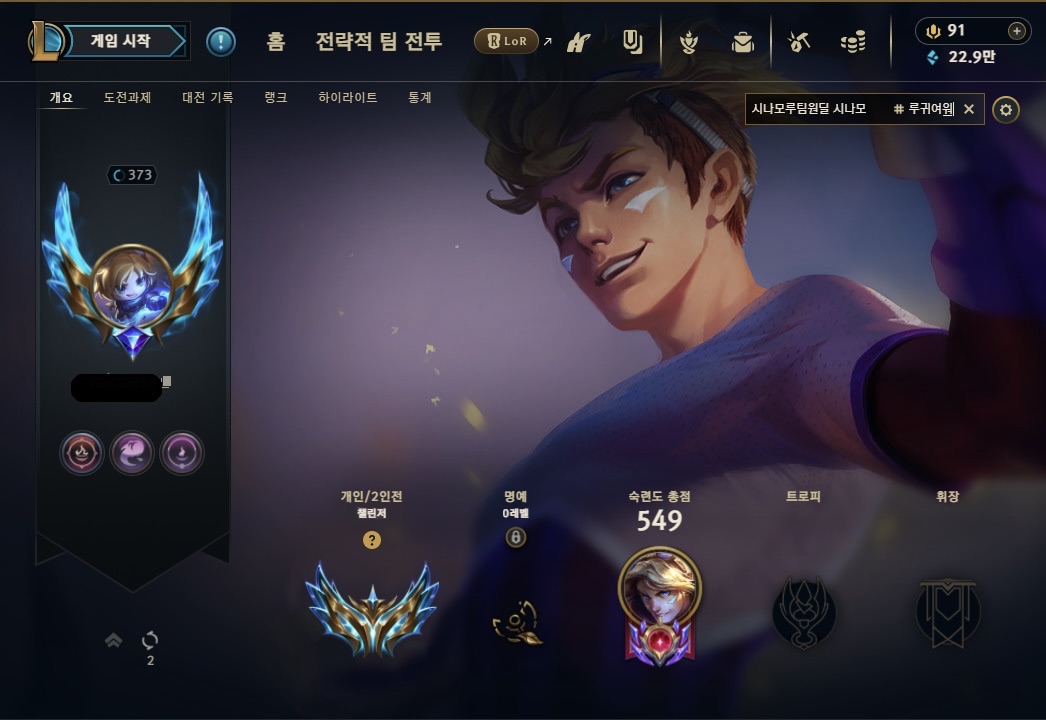 게임 시작
홈
전략적 팀 전투
LoR
91
22.9만
개요
도전과제
대전 기록
랭크
하이라이트
통계
시나모루팀원딜 시나모 # 루귀여워
373
개인/2인전
챌린저
?
명예
0레벨
숙련도 총점
549
트로피
휘장
2